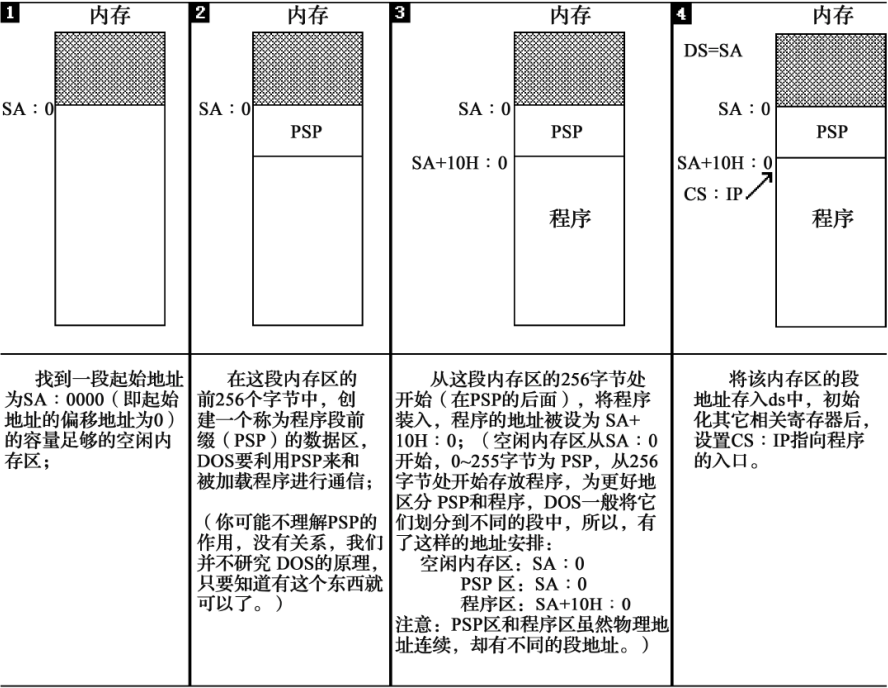 1
内存
SA：0
找到一段起始地址
为SA：0000（即起始
地址的偏移地址为0）
的容量足够的空闲内
存区；
2
内存
SA：0
PSP
在这段内存区的
前256个字节中，创
建一个称为程序段前
缀（PSP）的数据区，
DOS要利用PSP来和
被加载程序进行通信；
（你可能不理解PSP的
作用，没有关系，我们
并不研究 DOS的原理，
只要知道有这个东西就
可以了。）
3
内存
SA：0
PSP
SA+10H：0
程序
从这段内存区的256字节处
开始（在PSP的后面），将程序
装入，程序的地址被设为 SA+
10H：0；（空闲内存区从SA：0
开始，0~255字节为 PSP，从256
字节处开始存放程序，为更好地
区分 PSP和程序，DOS一般将它
们划分到不同的段中，所以，有
了这样的地址安排：
空闲内存区：SA：0
PSP 区：SA：0
程序区：SA+10H：0
注意：PSP区和程序区虽然物理地
址连续，却有不同的段地址。）
4
内存
DS=SA
SA：0
PSP
SA+10H：0
CS：IP
程序
将该内存区的段
地址存入ds中，初始
化其它相关寄存器后，
设置CS：IP指向程序
的入口。